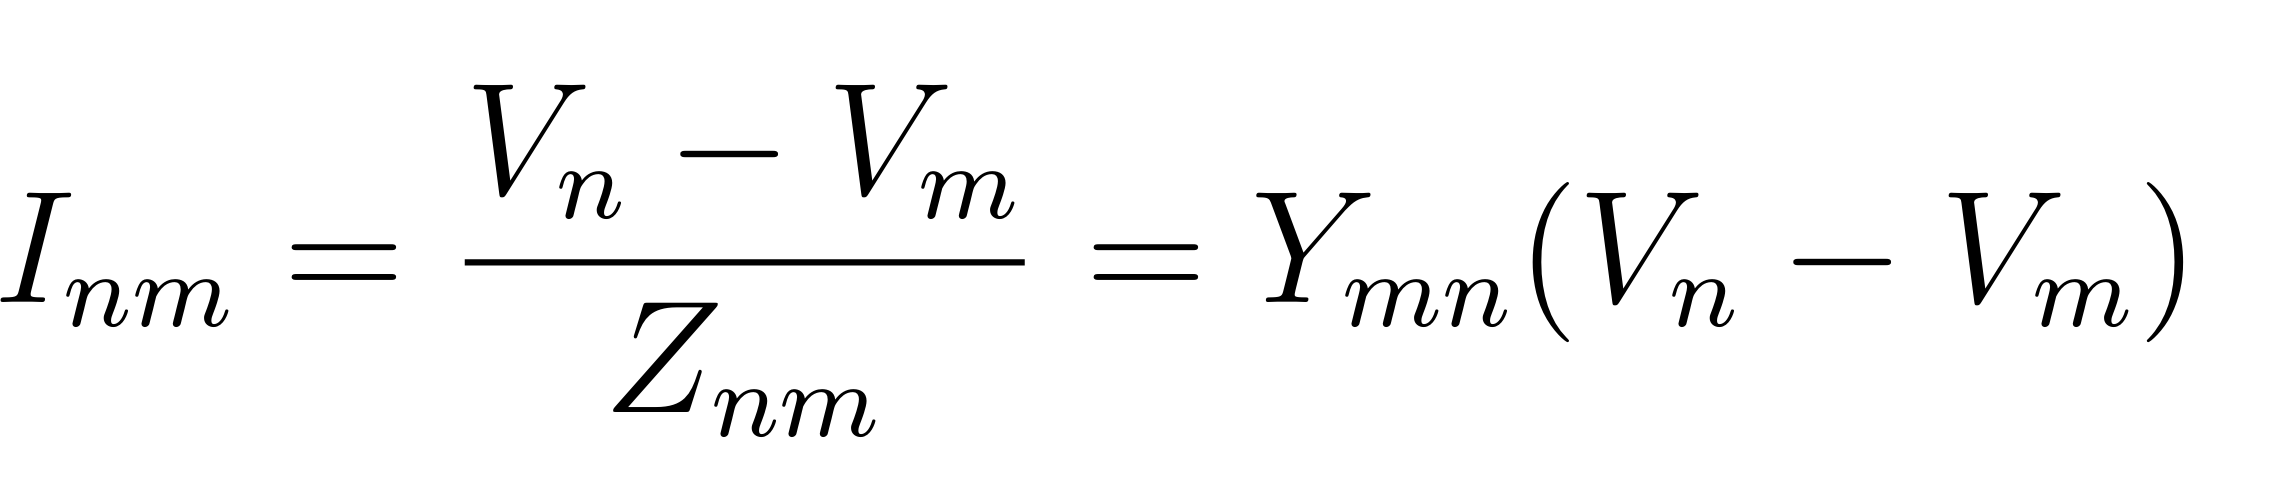 I_{nm} = \frac{V_n - V_m}{Z_{nm}} = Y_{mn}(V_n - V_m)